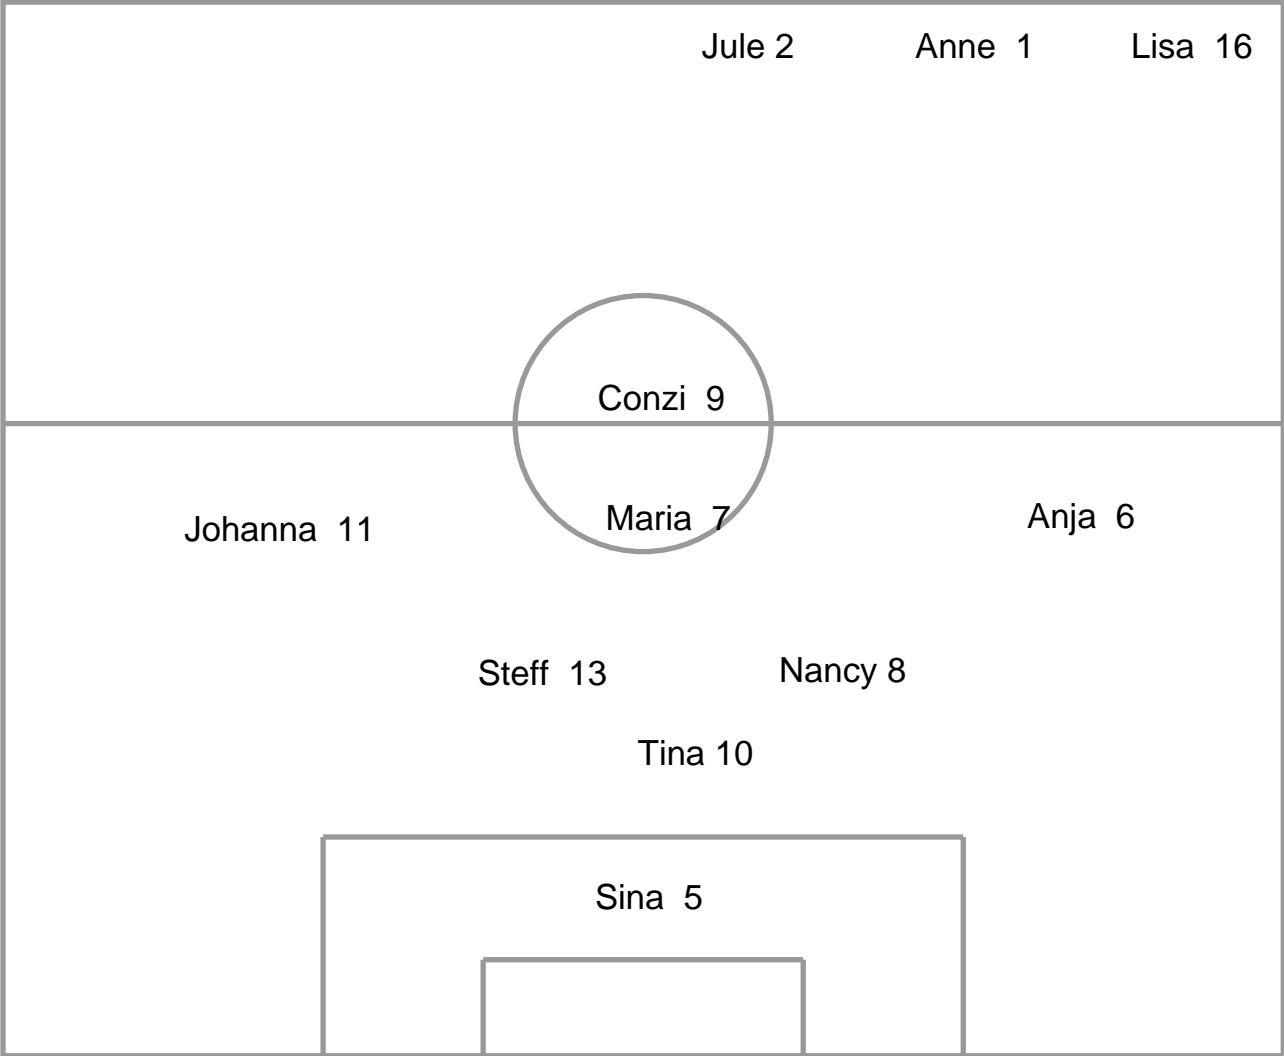 Jule 2 Anne 1 Lisa 16
Conzi 9
Johanna 11 Maria 7 Anja 6
Steff 13 Nancy 8
Tina 10
Sina 5